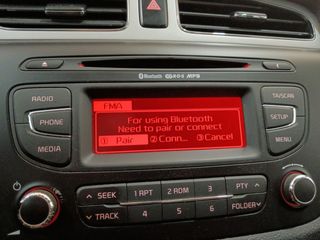 Bluetooth RDS MP3
RADIO
FMA
TA/SCAN
PHONE
For using Bluetooth
Need to pair or connect
SETUP
MEDIA
1 Pair 2 Conn... 3 Cancel
MENU
∧ SEEK 1 RPT 2 RDM 3 PTY ∧
∨ TRACK 4 5 6 FOLDER ∨